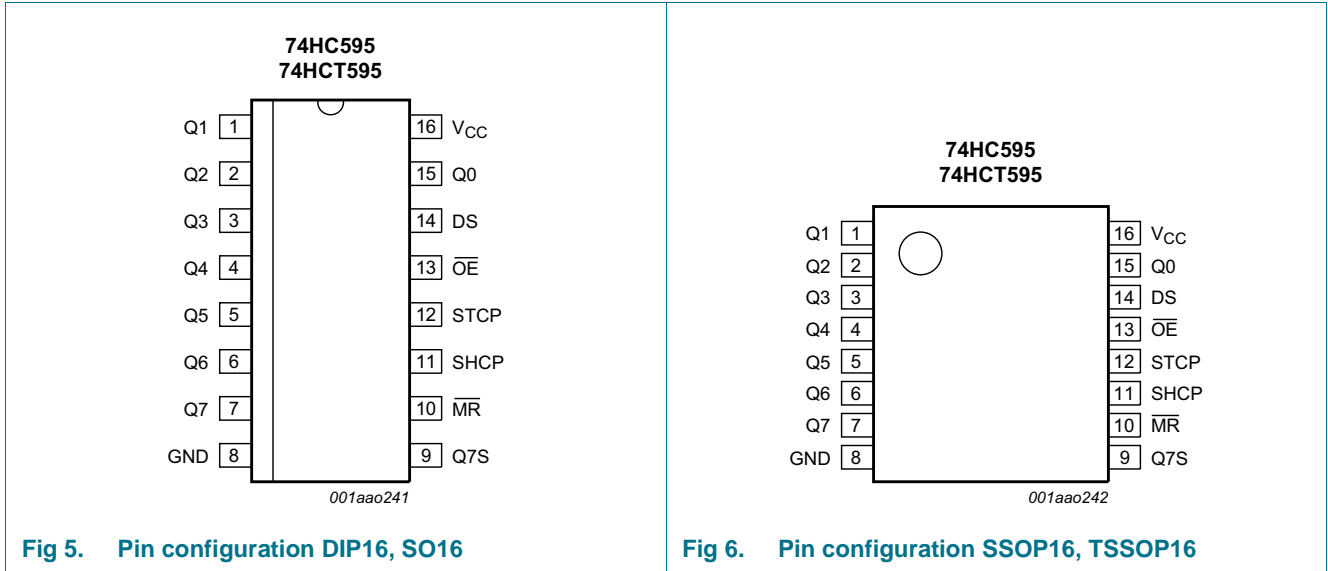 74HC595
74HCT595
Q1 1 16 VCC
Q2 2 15 Q0
Q3 3 14 DS
Q4 4 13 OE
Q5 5 12 STCP
Q6 6 11 SHCP
Q7 7 10 MR
GND 8 9 Q7S
001aao241
Fig 5. Pin configuration DIP16, SO16
74HC595
74HCT595
Q1 1 16 VCC
Q2 2 15 Q0
Q3 3 14 DS
Q4 4 13 OE
Q5 5 12 STCP
Q6 6 11 SHCP
Q7 7 10 MR
GND 8 9 Q7S
001aao242
Fig 6. Pin configuration SSOP16, TSSOP16